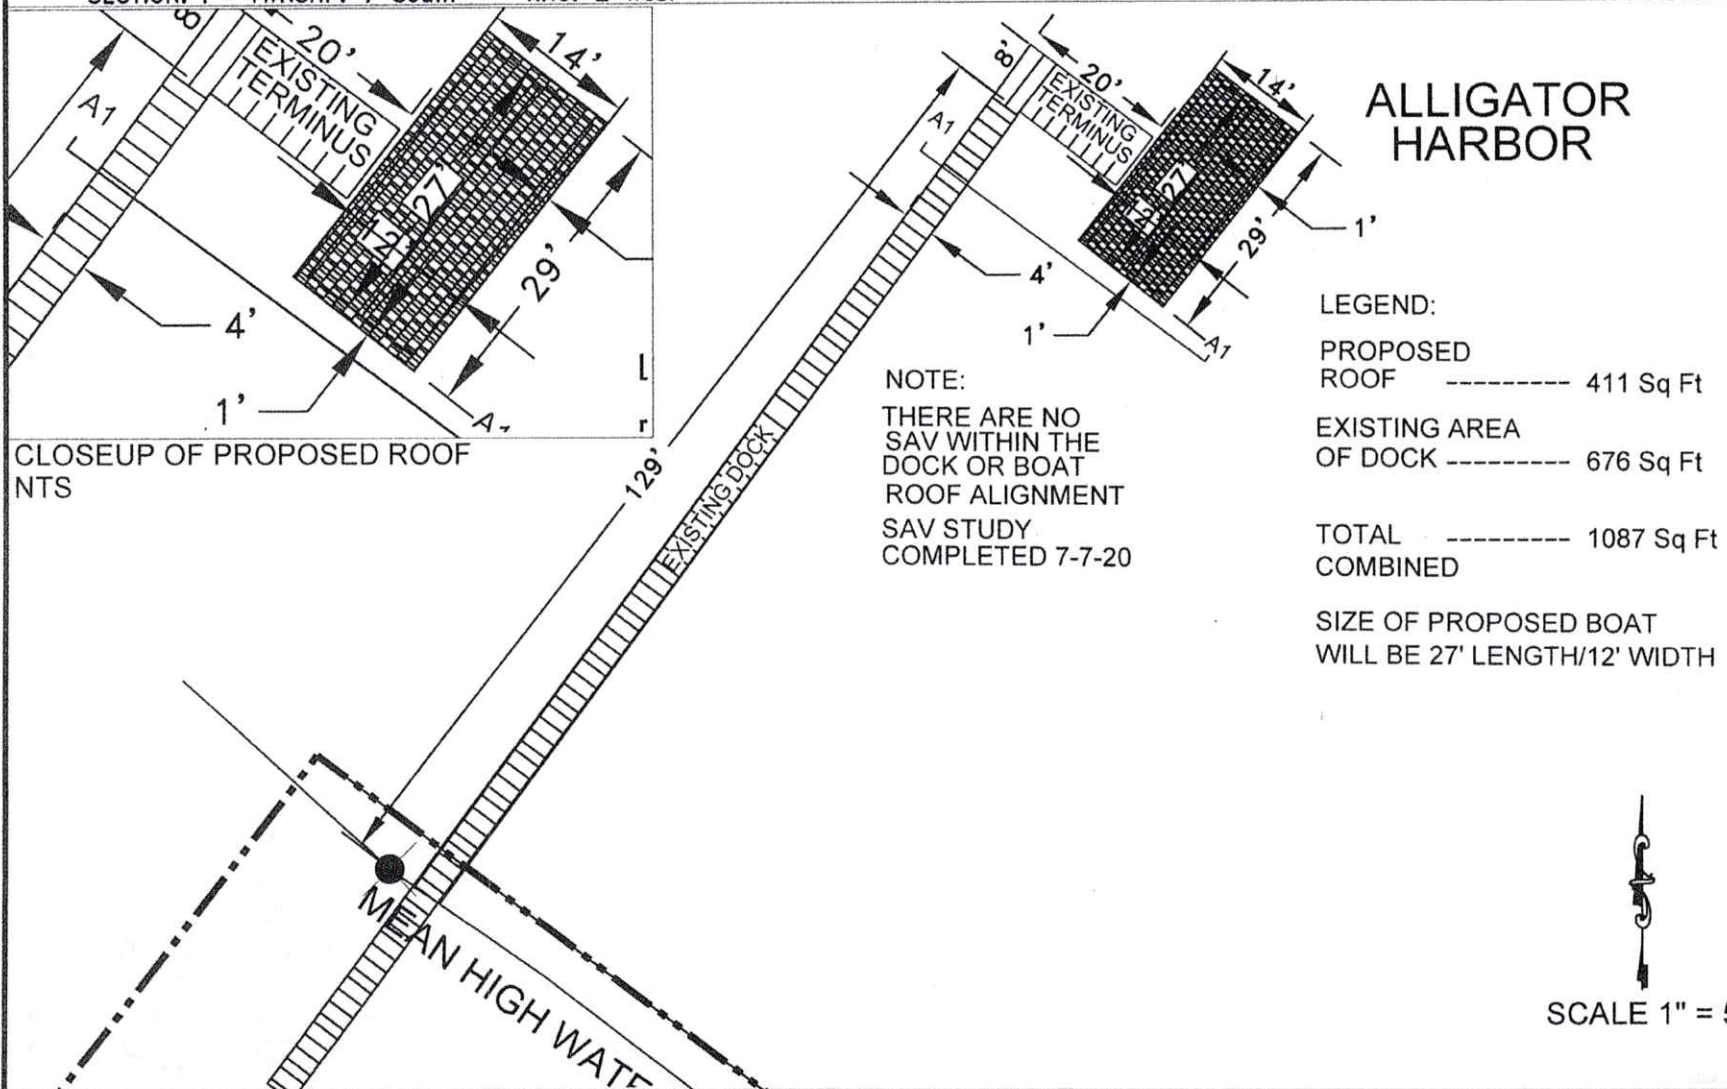 8'
20'
14'
EXISTING
TERMINUS
A1
27'
12'
29'
4'
1'
CLOSEUP OF PROPOSED ROOF
NTS
8'
20'
14'
EXISTING
TERMINUS
A1
27'
12'
29'
1'
4'
1'
A1
129'
EXISTING DOCK
ALLIGATOR
HARBOR
NOTE:
THERE ARE NO
SAV WITHIN THE
DOCK OR BOAT
ROOF ALIGNMENT
SAV STUDY
COMPLETED 7-7-20
LEGEND:
PROPOSED
ROOF --------- 411 Sq Ft
EXISTING AREA
OF DOCK --------- 676 Sq Ft
TOTAL --------- 1087 Sq Ft
COMBINED
SIZE OF PROPOSED BOAT
WILL BE 27' LENGTH/12' WIDTH
MEAN HIGH WATE
SCALE 1" =